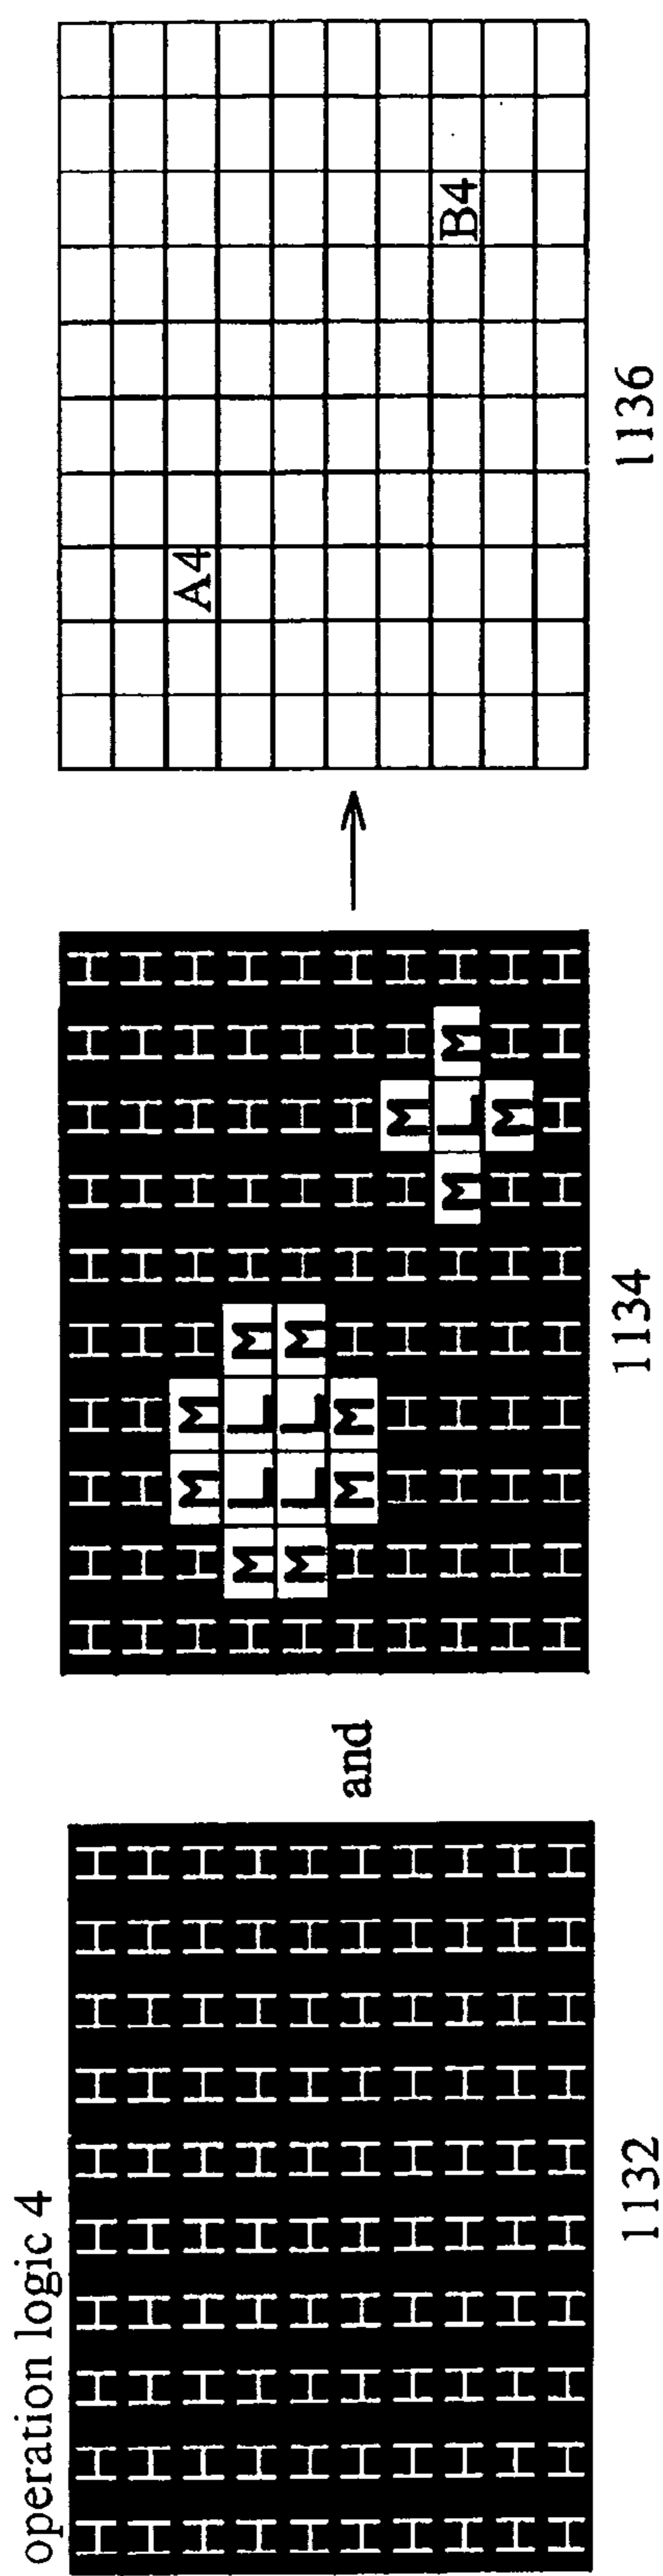 operation logic 4
H H H H H H H H H H
H H H H H H H H H H
H H H H H H H H H H
H H H H H H H H H H
H H H H H H H H H H
H H H H H H H H H H
H H H H H H H H H H
H H H H H H H H H H
H H H H H H H H H H
H H H H H H H H H H
1132
and
H H H H H H H H H H
H H H H H H H H H H
H H M M H H H H H H
H M L L M H H H H H
H M L L M H H H H H
H H M M H H H H H H
H H H H H H H M H H
H H H H H H M L M H
H H H H H H H M H H
H H H H H H H H H H
1134
A4
B4
1136